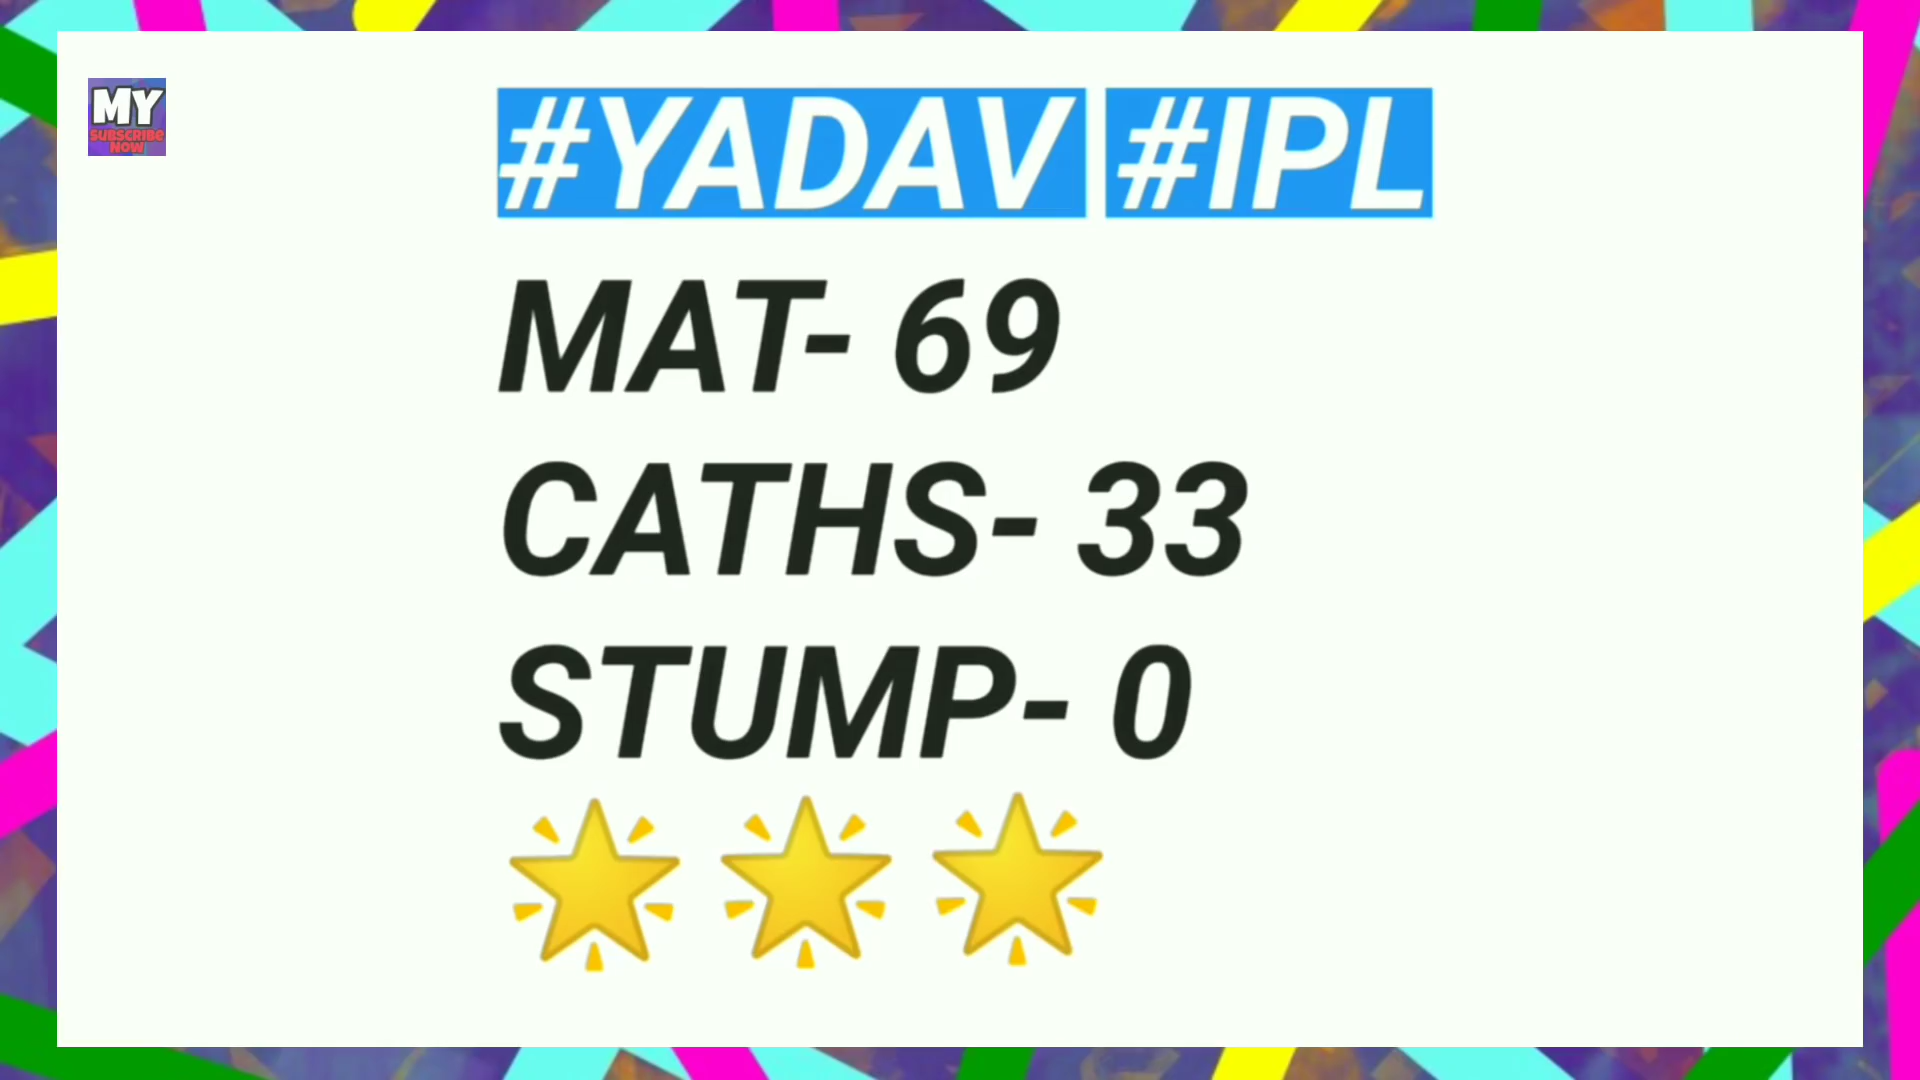 MY
SUBSCRIBE
NOW
#YADAV #IPL
MAT- 69
CATHS- 33
STUMP- 0